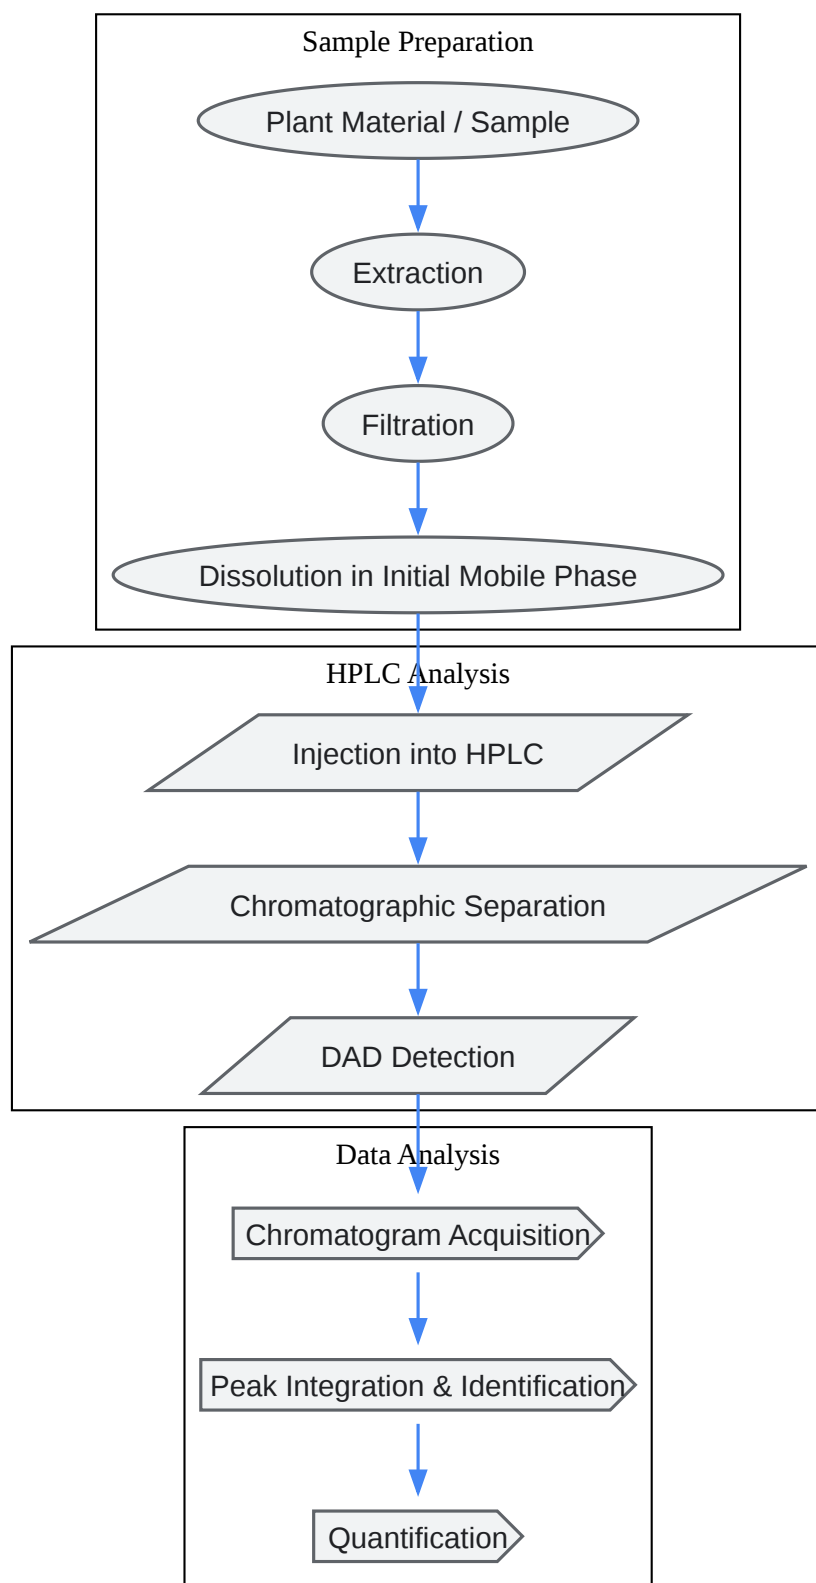 Sample Preparation
Plant Material / Sample
Extraction
Filtration
Dissolution in Initial Mobile Phase
HPLC Analysis
Injection into HPLC
Chromatographic Separation
DAD Detection
Data Analysis
Chromatogram Acquisition
Peak Integration & Identification
Quantification